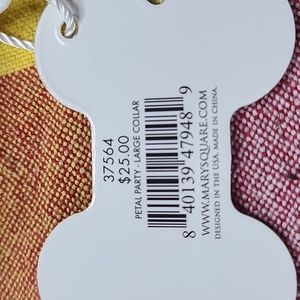 37564
$25.00
PETAL PARTY - LARGE COLLAR
8 40139 47948 9
WWW.MARYSQUARE.COM
DESIGNED IN THE USA. MADE IN CHINA.